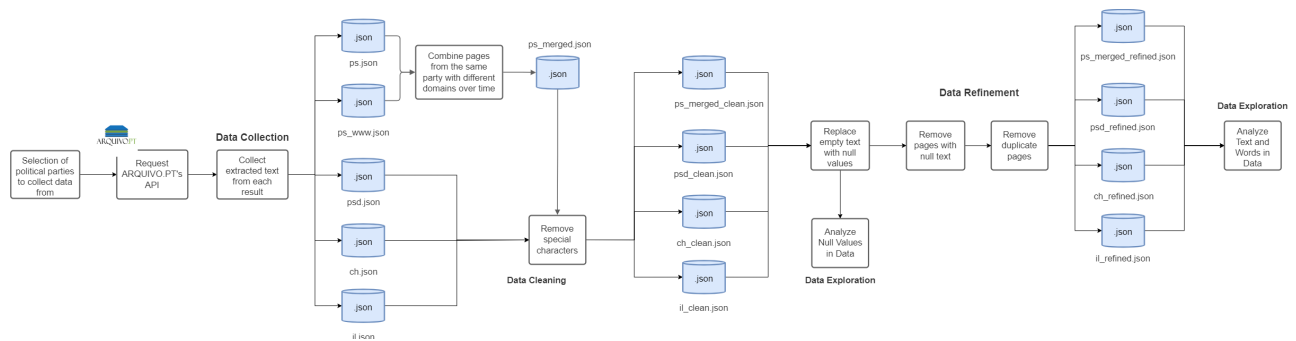 Selection of
political parties
to collect data
from
ARQUIVO.PT
Request
ARQUIVO.PT's
API
Data Collection
Collect
extracted text
from each
result
.json
ps.json
.json
ps_www.json
.json
psd.json
.json
ch.json
.json
il.json
Combine pages
from the same
party with different
domains over time
ps_merged.json
.json
Remove
special
characters
Data Cleaning
.json
ps_merged_clean.json
.json
psd_clean.json
.json
ch_clean.json
.json
il_clean.json
Replace
empty text
with null
values
Analyze
Null Values
in Data
Data Exploration
Data Refinement
Remove
pages with
null text
Remove
duplicate
pages
.json
ps_merged_refined.json
.json
psd_refined.json
.json
ch_refined.json
.json
il_refined.json
Data Exploration
Analyze
Text and
Words in
Data